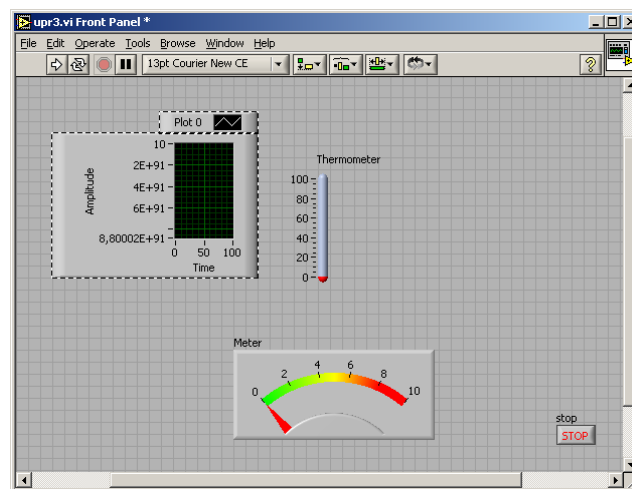 upr3.vi Front Panel *
File Edit Operate Tools Browse Window Help
13pt Courier New CE
Plot 0
Amplitude
10
2E+91
4E+91
6E+91
8,80002E+91
0 50 100
Time
Thermometer
100
80
60
40
20
0
Meter
0 2 4 6 8 10
stop
STOP